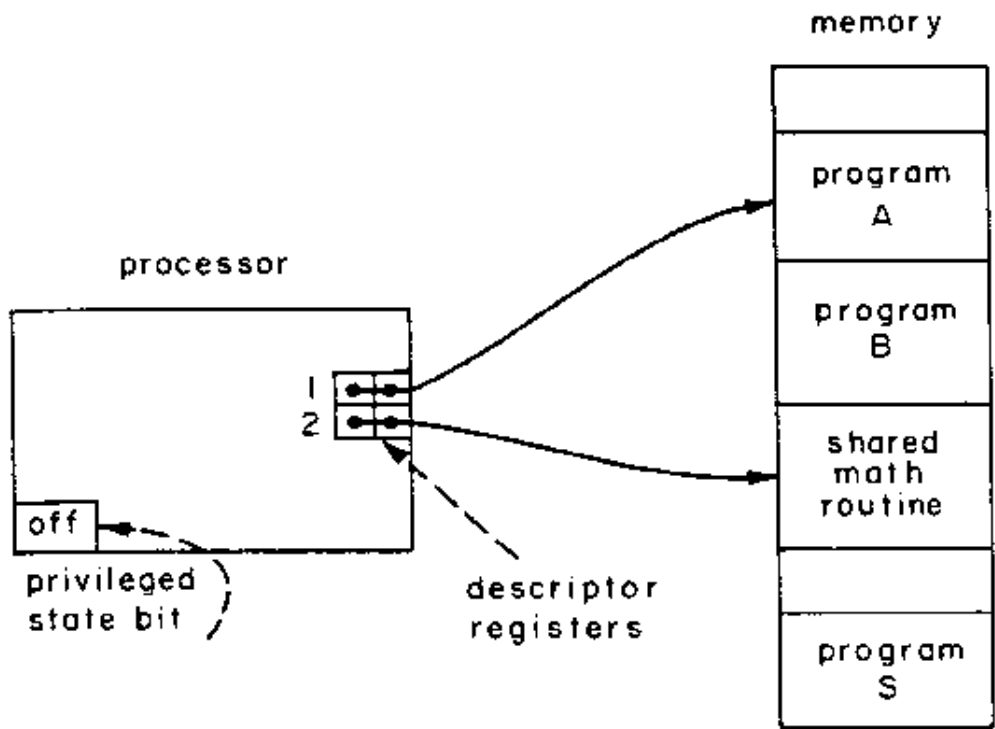 memory
program
A
processor
program
B
1
2
shared
math
routine
off
privileged
state bit
descriptor
registers
program
S